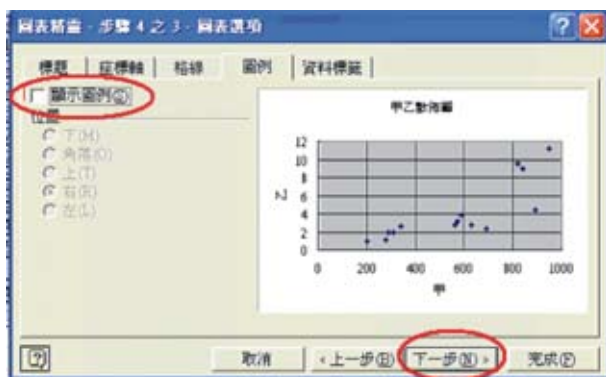 圖表精靈 - 步驟 4 之 3 - 圖表選項
標題 座標軸 格線 圖例 資料標籤
顯示圖例(S)
位置
下(M)
角落(O)
上(T)
右(R)
左(L)
甲乙散佈圖
乙
12
10
8
6
4
2
0
0 200 400 600 800 1000
甲
取消 <上一步(B) 下一步(N)> 完成(F)